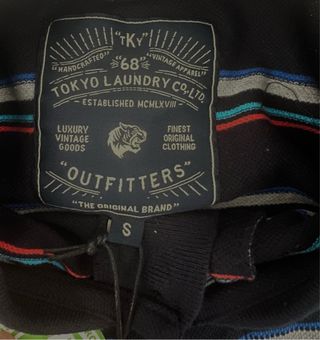 "TKY"
"HANDCRAFTED" "68" "VINTAGE APPAREL"
TOKYO LAUNDRY CO. LTD.
ESTABLISHED MCMLXVIII
LUXURY VINTAGE GOODS
FINEST ORIGINAL CLOTHING
"OUTFITTERS"
"THE ORIGINAL BRAND"
S